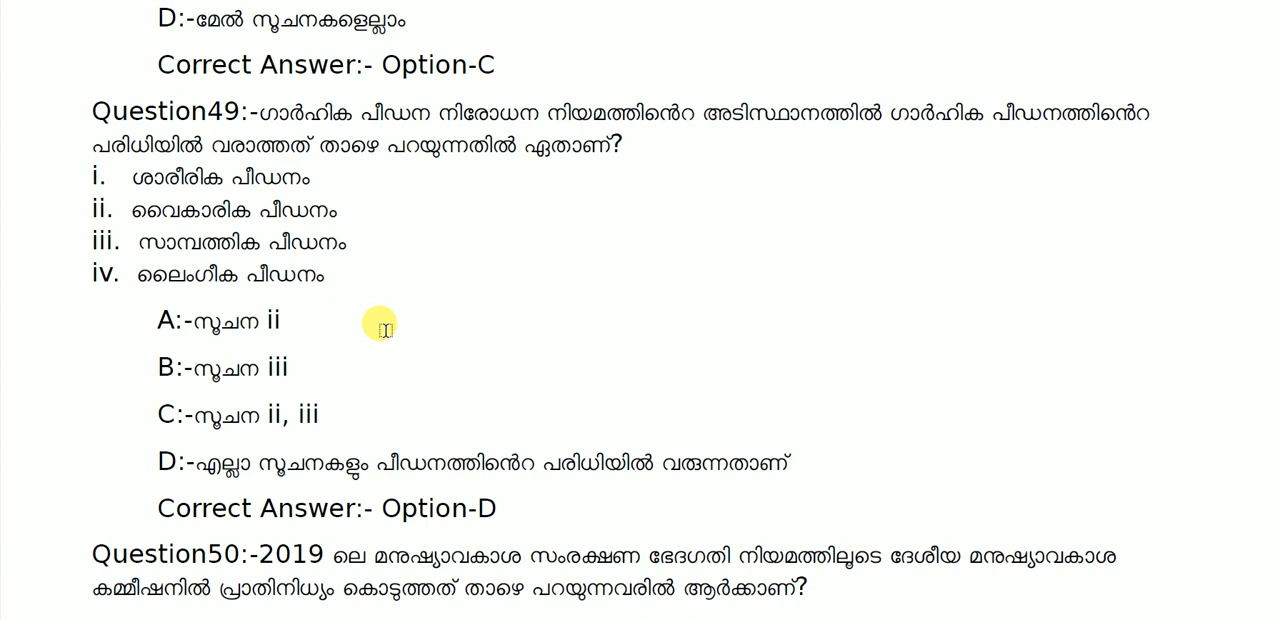 D:-മേൽ സൂചനകളെല്ലാം
Correct Answer:- Option-C
Question49:-ഗാർഹിക പീഡന നിരോധന നിയമത്തിൻെറ അടിസ്ഥാനത്തിൽ ഗാർഹിക പീഡനത്തിൻെറ
പരിധിയിൽ വരാത്തത് താഴെ പറയുന്നതിൽ ഏതാണ്?
i. ശാരീരിക പീഡനം
ii. വൈകാരിക പീഡനം
iii. സാമ്പത്തിക പീഡനം
iv. ലൈംഗീക പീഡനം
A:-സൂചന ii
B:-സൂചന iii
C:-സൂചന ii, iii
D:-എല്ലാ സൂചനകളും പീഡനത്തിൻെറ പരിധിയിൽ വരുന്നതാണ്
Correct Answer:- Option-D
Question50:-2019 ലെ മനുഷ്യാവകാശ സംരക്ഷണ ഭേദഗതി നിയമത്തിലൂടെ ദേശീയ മനുഷ്യാവകാശ
കമ്മീഷനിൽ പ്രാതിനിധ്യം കൊടുത്തത് താഴെ പറയുന്നവരിൽ ആർക്കാണ്?